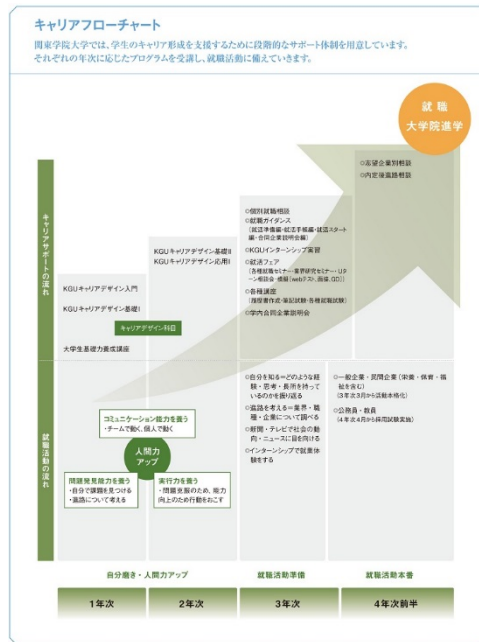 キャリアフローチャート
関東学院大学では、学生のキャリア形成を支援するために段階的なサポート体制を用意しています。
それぞれの年次に応じたプログラムを受講し、就職活動に備えていきます。
就職
大学院進学
キャリアサポートの流れ
KGUキャリアデザイン入門
KGUキャリアデザイン基礎I
キャリアデザイン科目
大学生基礎力養成講座
KGUキャリアデザイン基礎II
KGUキャリアデザイン応用I
○個別就職相談
○就職ガイダンス
(就活準備編・就活手帳編・就活スタート
編・合同企業説明会編)
○KGUインターンシップ実習
○就活フェア
(各種就職セミナー・業界研究セミナー・Uターン
ーン相談会・模擬(webテスト、面接、GD))
○各種講座
(履歴書作成・筆記試験・各種就職試験)
○学内合同企業説明会
○志望企業別相談
○内定後進路相談
就職活動の流れ
コミュニケーション能力を養う
・チームで動く、個人で動く
人間力
アップ
問題発見能力を養う
・自分で課題を見つける
・進路について考える
実行力を養う
・問題克服のため、能力
向上のため行動をおこす
○自分を知る=どのような経
験・思考・長所を持って
いるのかを振り返る
○進路を考える=業界・職
種・企業について調べる
○新聞・テレビで社会の動
向・ニュースに目を向ける
○インターンシップで就業体
験をする
○一般企業・民間企業(栄養・保育・福
祉を含む)
(3年次3月から活動本格化)
○公務員・教員
(4年次4月から採用試験実施)
自分磨き・人間力アップ
就職活動準備
就職活動本番
1年次
2年次
3年次
4年次前半